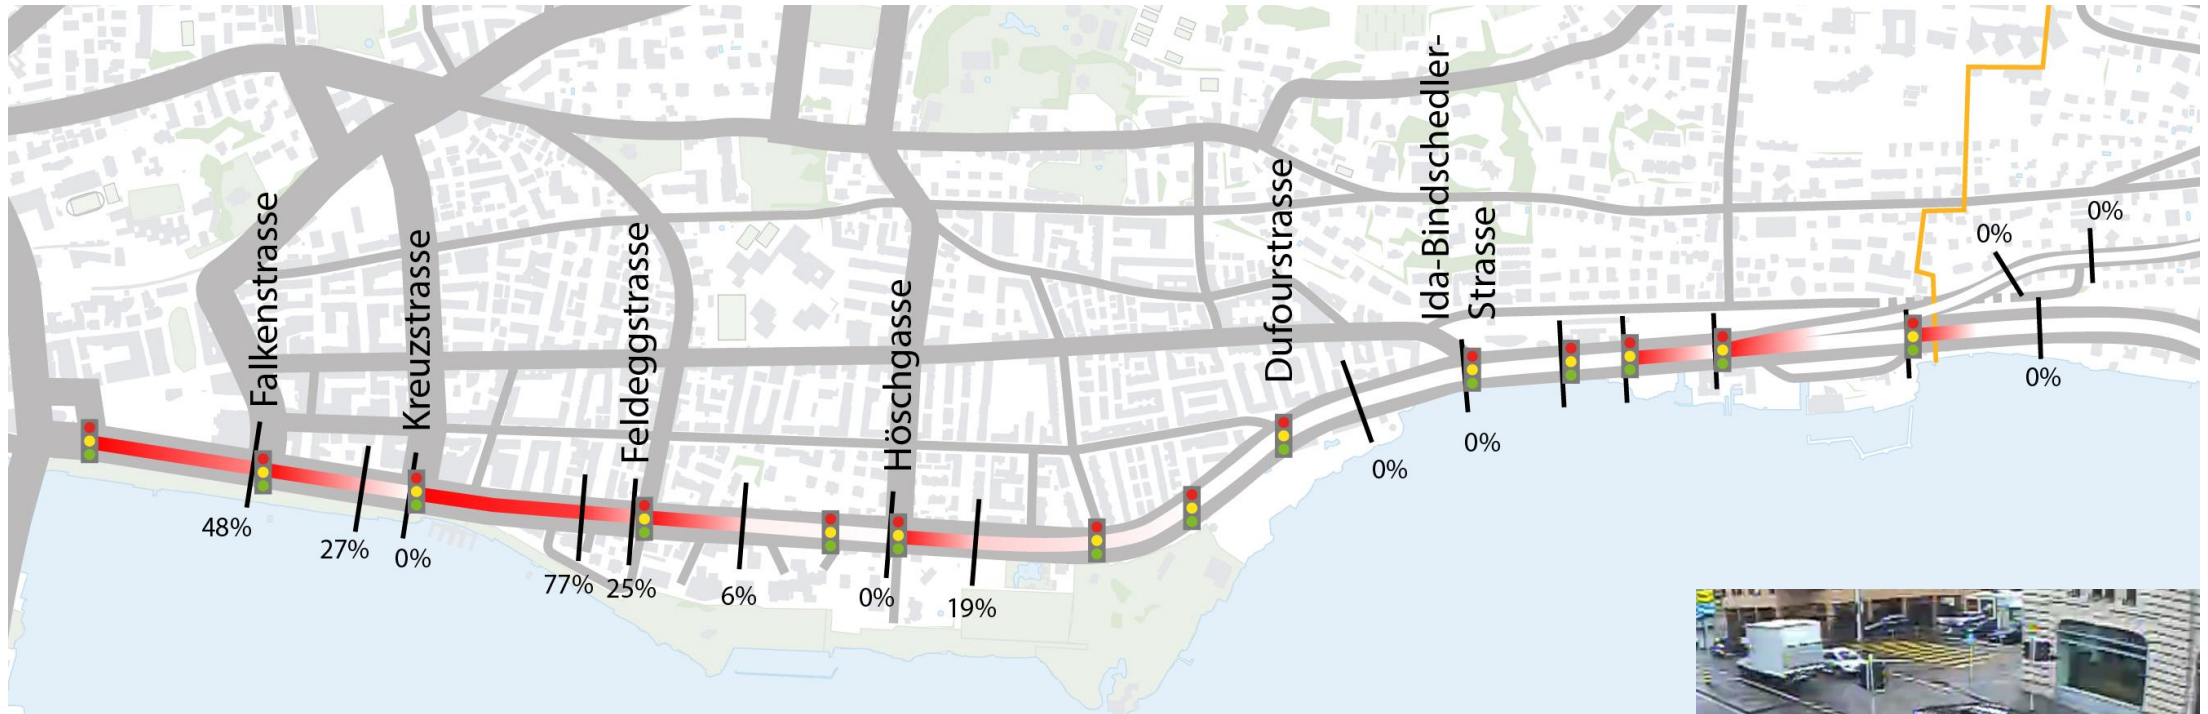 Falkenstrasse
Kreuzstrasse
Feldeggstrasse
Höschgasse
Dufourstrasse
Ida-Bindschedler-
Strasse
48%
27%
0%
77%
25%
6%
0%
19%
0%
0%
0%
0%
0%